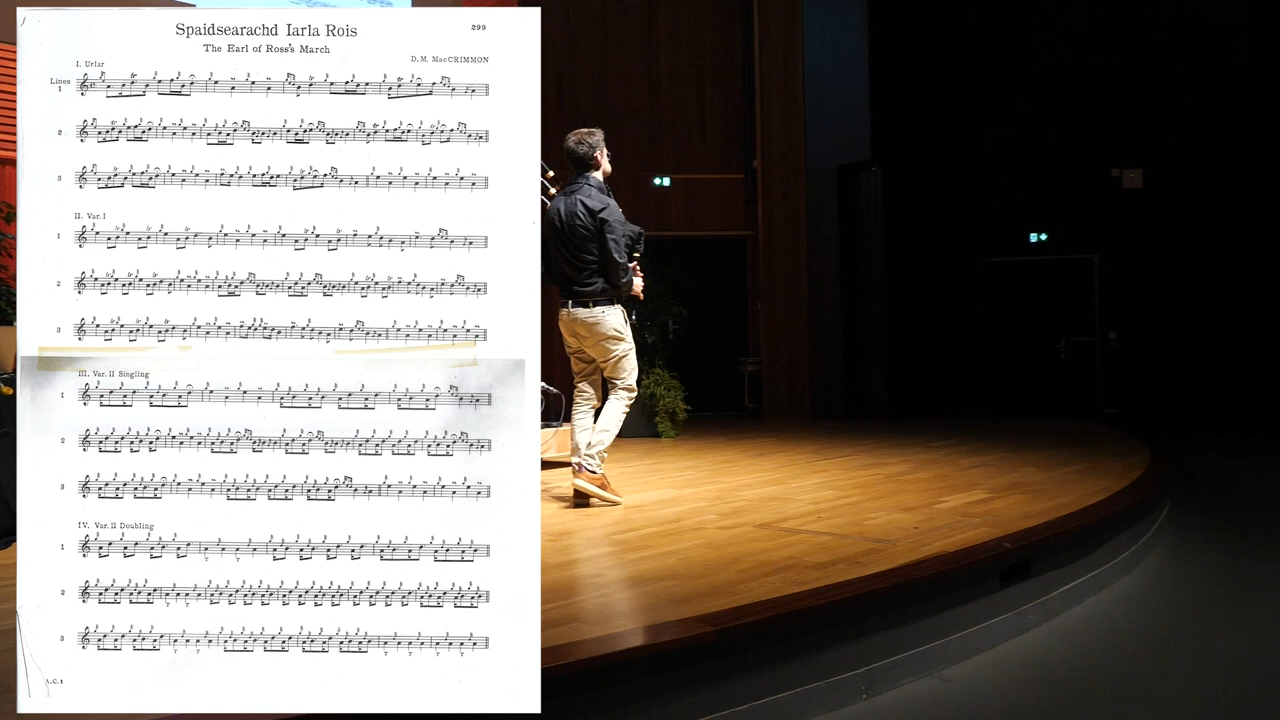 Spaidsearachd Iarla Rois
299
The Earl of Ross's March
D. M. MacCRIMMON
I. Urlar
Lines
1
2
3
II. Var. I
1
2
3
III. Var. II Singling
1
2
3
IV. Var. II Doubling
1
T T
2
T T
3
T T T T T T
A.C.1